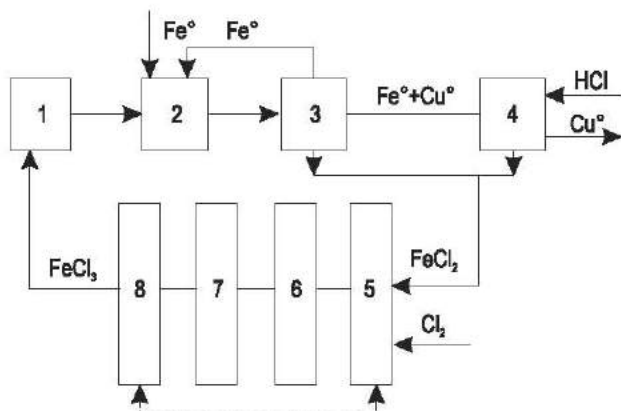 Fe° Fe°
1 2 3 Fe°+Cu° 4 HCl
Cu°
FeCl₃ 8 7 6 5 FeCl₂
Cl₂